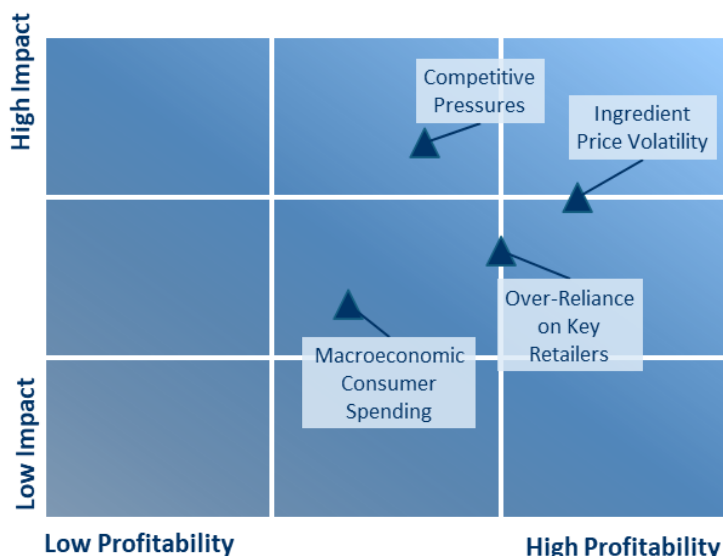 High Impact
Competitive
Pressures
Ingredient
Price Volatility
Over-Reliance
on Key
Retailers
Macroeconomic
Consumer
Spending
Low Impact
Low Profitability
High Profitability